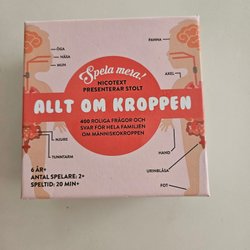 PANNA
ÖGA
NÄSA
MUN
AXEL
Spela mera!
NICOTEXT
PRESENTERAR STOLT
ALLT OM KROPPEN
400 ROLIGA FRÅGOR OCH
SVAR FÖR HELA FAMILJEN
OM MÄNNISKOKROPPEN
NJURE
TUNNTARM
HAND
URINBLÅSA
FOT
6 ÅR+
ANTAL SPELARE: 2+
SPELTID: 20 MIN+